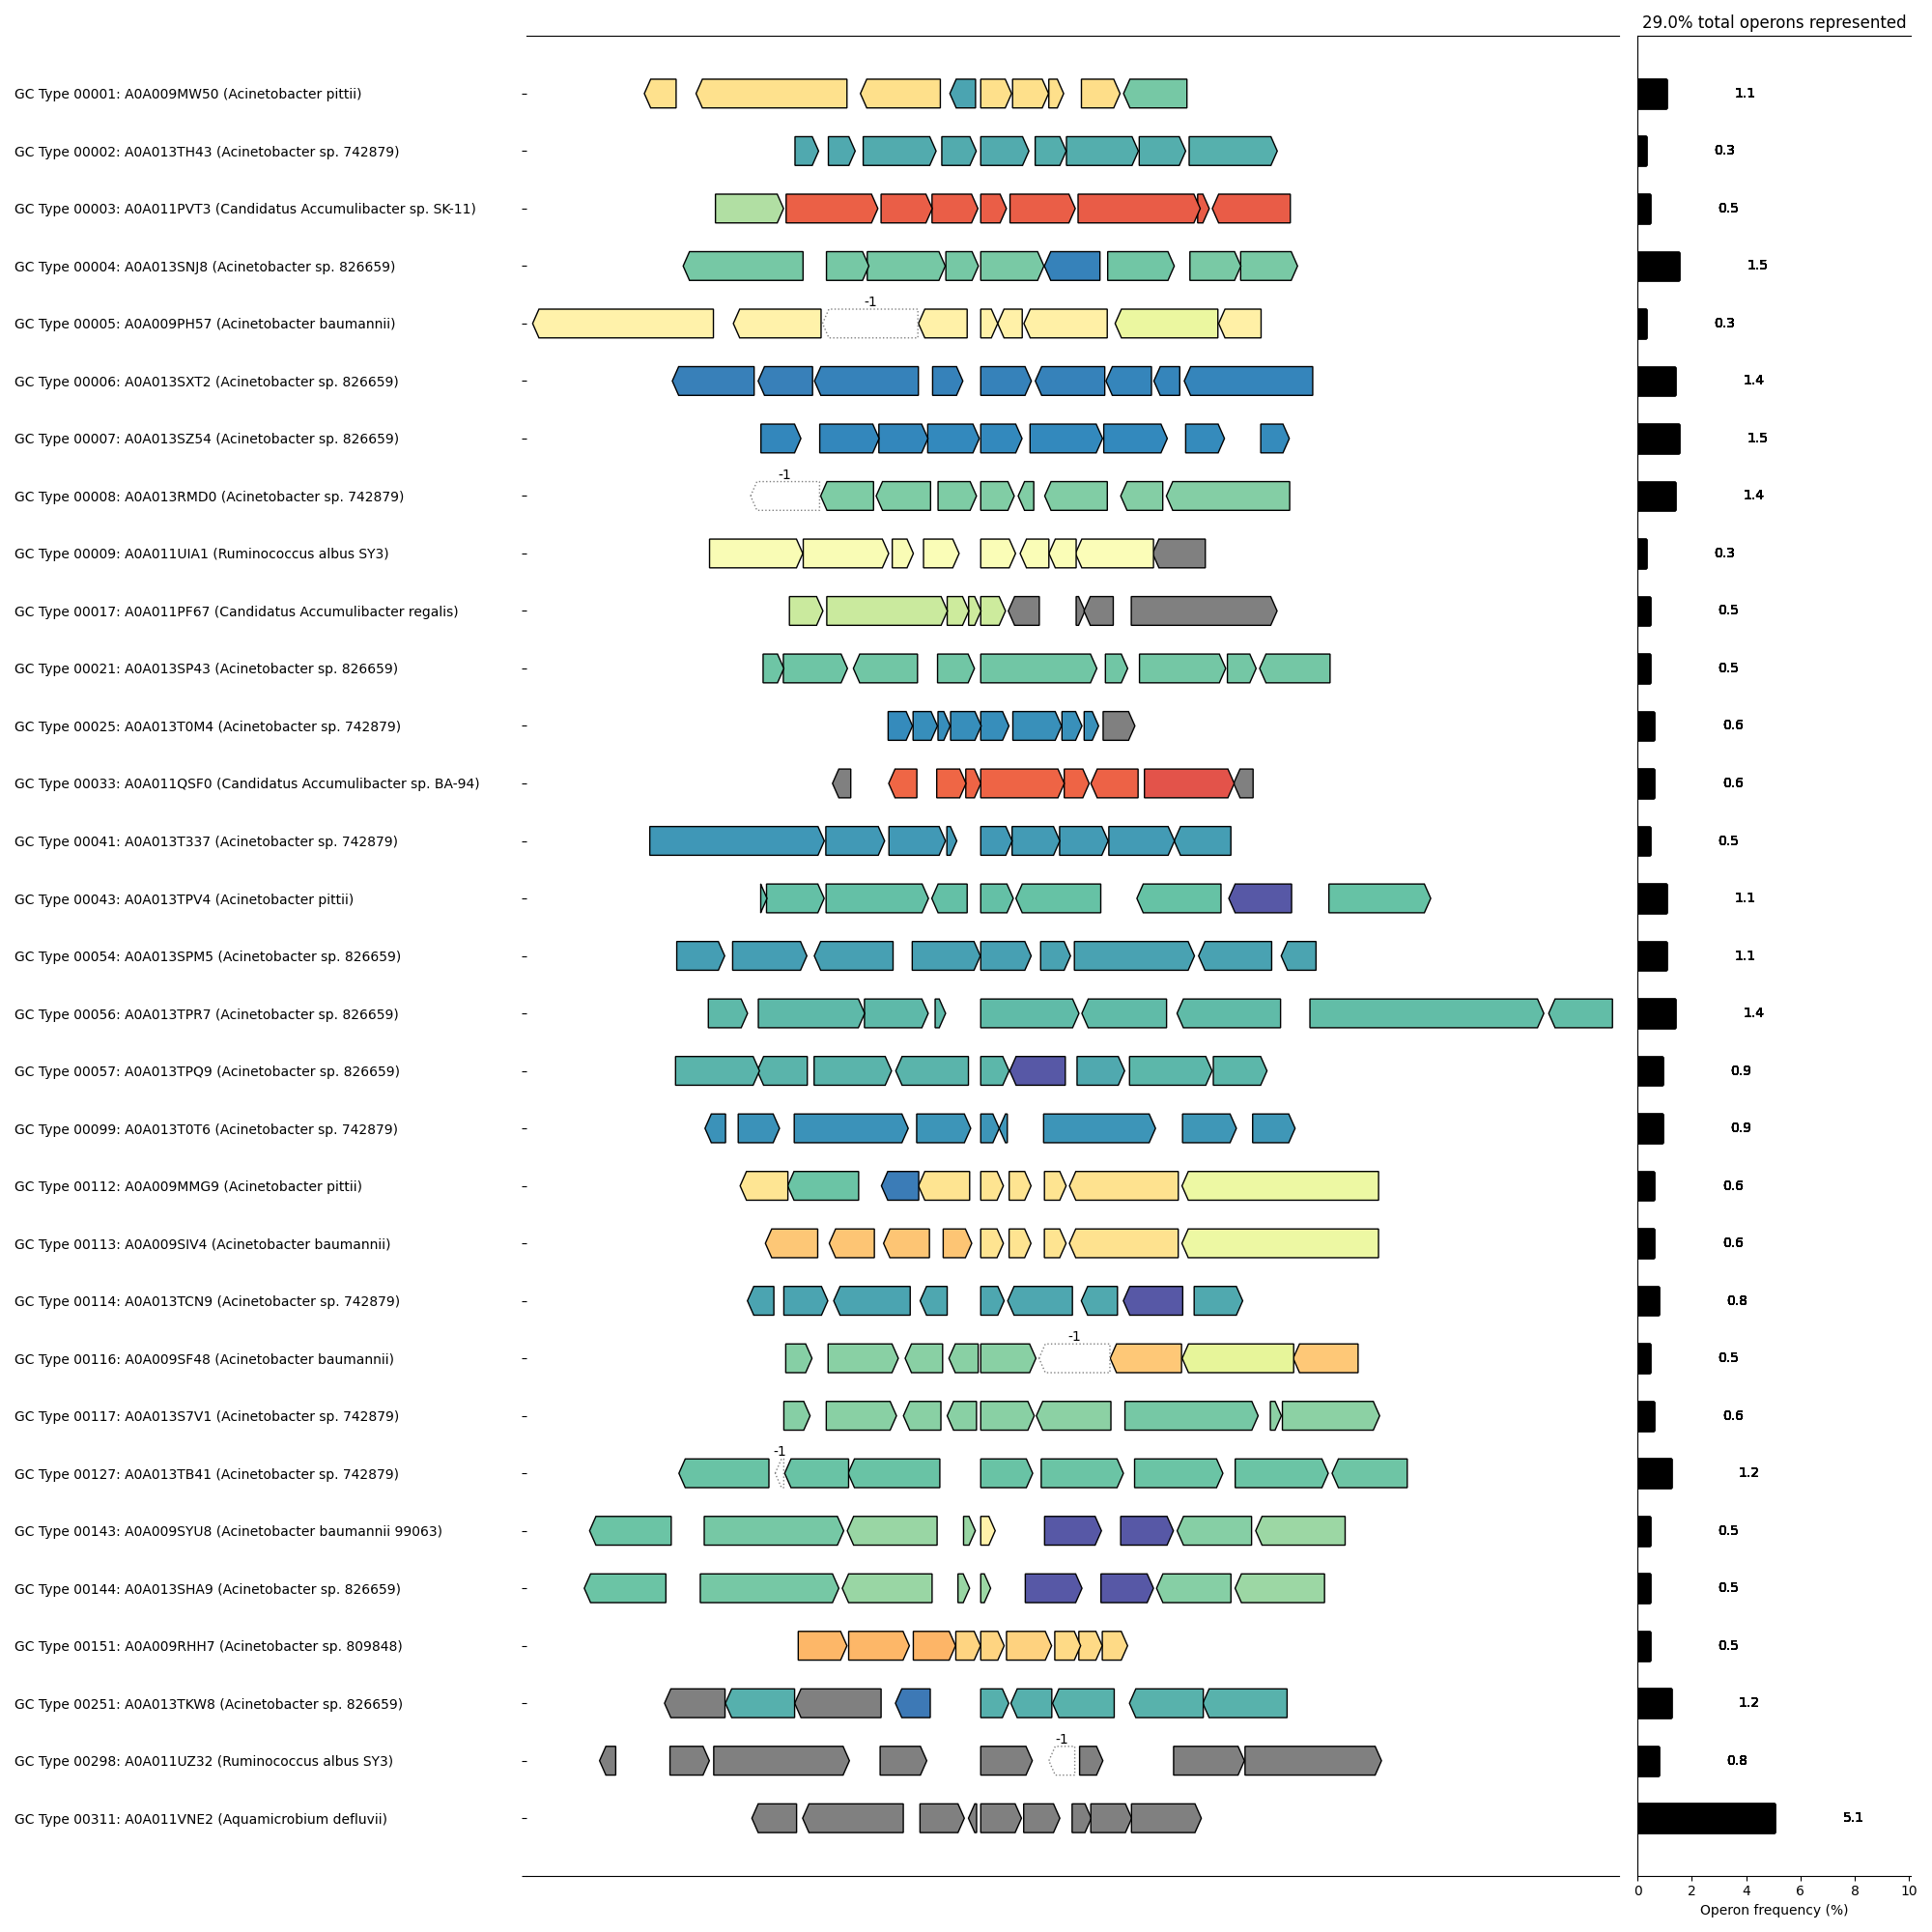 29.0% total operons represented
GC Type 00001: A0A009MW50 (Acinetobacter pittii)
1.1
GC Type 00002: A0A013TH43 (Acinetobacter sp. 742879)
0.3
GC Type 00003: A0A011PVT3 (Candidatus Accumulibacter sp. SK-11)
0.5
GC Type 00004: A0A013SNJ8 (Acinetobacter sp. 826659)
1.5
-1
GC Type 00005: A0A009PH57 (Acinetobacter baumannii)
0.3
GC Type 00006: A0A013SXT2 (Acinetobacter sp. 826659)
1.4
GC Type 00007: A0A013SZ54 (Acinetobacter sp. 826659)
1.5
-1
GC Type 00008: A0A013RMD0 (Acinetobacter sp. 742879)
1.4
GC Type 00009: A0A011UIA1 (Ruminococcus albus SY3)
0.3
GC Type 00017: A0A011PF67 (Candidatus Accumulibacter regalis)
0.5
GC Type 00021: A0A013SP43 (Acinetobacter sp. 826659)
0.5
GC Type 00025: A0A013T0M4 (Acinetobacter sp. 742879)
0.6
GC Type 00033: A0A011QSF0 (Candidatus Accumulibacter sp. BA-94)
0.6
GC Type 00041: A0A013T337 (Acinetobacter sp. 742879)
0.5
GC Type 00043: A0A013TPV4 (Acinetobacter pittii)
1.1
GC Type 00054: A0A013SPM5 (Acinetobacter sp. 826659)
1.1
GC Type 00056: A0A013TPR7 (Acinetobacter sp. 826659)
1.4
GC Type 00057: A0A013TPQ9 (Acinetobacter sp. 826659)
0.9
GC Type 00099: A0A013T0T6 (Acinetobacter sp. 742879)
0.9
GC Type 00112: A0A009MMG9 (Acinetobacter pittii)
0.6
GC Type 00113: A0A009SIV4 (Acinetobacter baumannii)
0.6
GC Type 00114: A0A013TCN9 (Acinetobacter sp. 742879)
0.8
-1
GC Type 00116: A0A009SF48 (Acinetobacter baumannii)
0.5
GC Type 00117: A0A013S7V1 (Acinetobacter sp. 742879)
0.6
-1
GC Type 00127: A0A013TB41 (Acinetobacter sp. 742879)
1.2
GC Type 00143: A0A009SYU8 (Acinetobacter baumannii 99063)
0.5
GC Type 00144: A0A013SHA9 (Acinetobacter sp. 826659)
0.5
GC Type 00151: A0A009RHH7 (Acinetobacter sp. 809848)
0.5
GC Type 00251: A0A013TKW8 (Acinetobacter sp. 826659)
1.2
-1
GC Type 00298: A0A011UZ32 (Ruminococcus albus SY3)
0.8
GC Type 00311: A0A011VNE2 (Aquamicrobium defluvii)
5.1
0 2 4 6 8 10
Operon frequency (%)